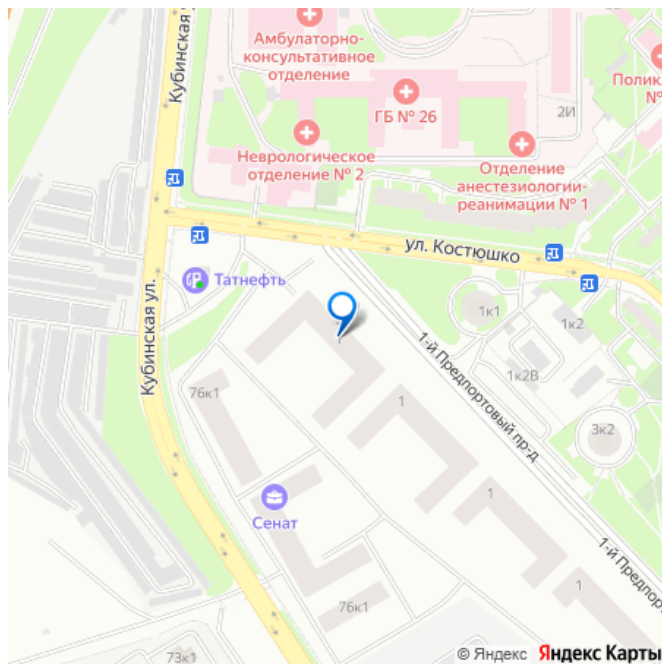 Кубинская ул.
Амбулаторно-
консультативное
отделение
ГБ № 26
2И
Полик
№
Неврологическое
отделение № 2
Отделение
анестезиологии-
реанимации № 1
ул. Костюшко
Татнефть
Кубинская ул.
1к1
1к2
1к2В
1-й Предпортовый пр-д
76к1
1
3к2
1
Сенат
1-й Предпор
1
76к1
73к1
© Яндекс Яндекс Карты